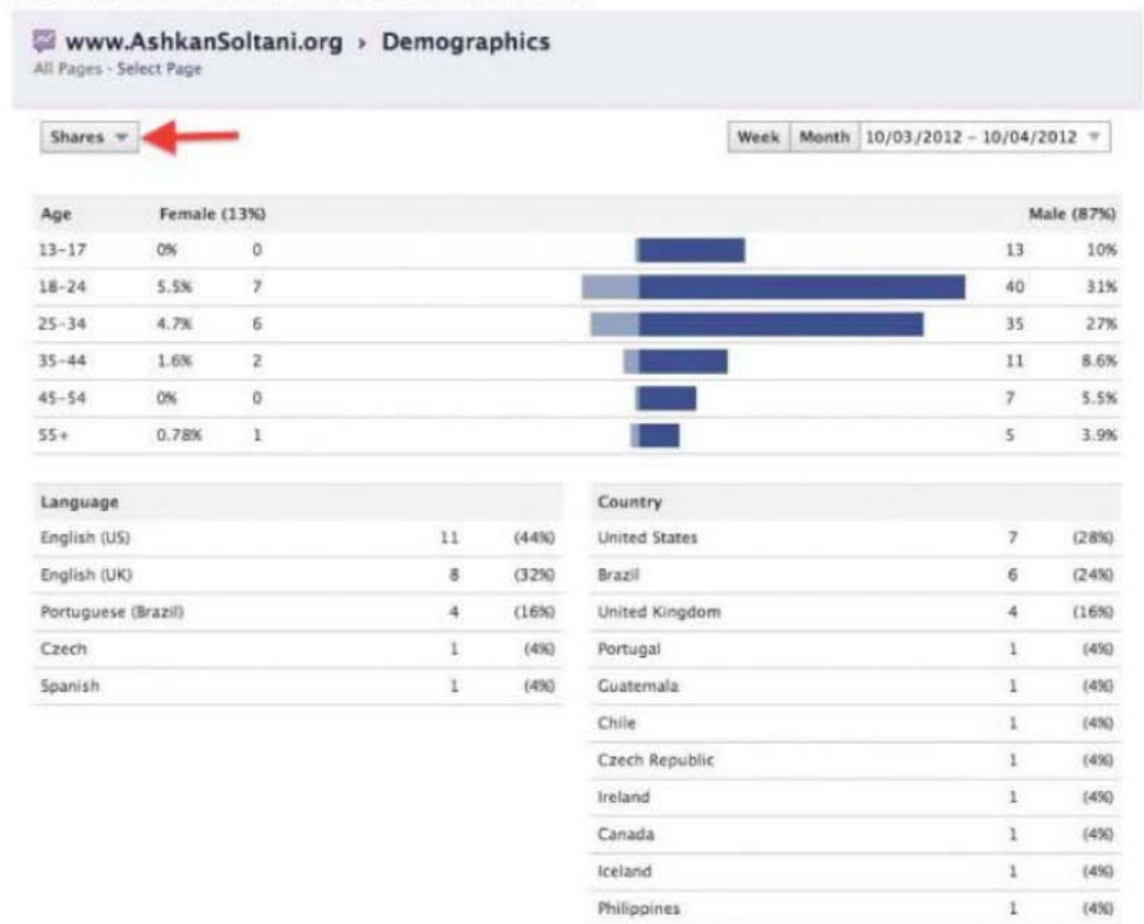 www.AshkanSoltani.org › Demographics
All Pages - Select Page
Shares
Week Month 10/03/2012 - 10/04/2012
Age Female (13%) Male (87%)
13-17 0% 0 13 10%
18-24 5.5% 7 40 31%
25-34 4.7% 6 35 27%
35-44 1.6% 2 11 8.6%
45-54 0% 0 7 5.5%
55+ 0.78% 1 5 3.9%
Language
English (US) 11 (44%)
English (UK) 8 (32%)
Portuguese (Brazil) 4 (16%)
Czech 1 (4%)
Spanish 1 (4%)
Country
United States 7 (28%)
Brazil 6 (24%)
United Kingdom 4 (16%)
Portugal 1 (4%)
Guatemala 1 (4%)
Chile 1 (4%)
Czech Republic 1 (4%)
Ireland 1 (4%)
Canada 1 (4%)
Iceland 1 (4%)
Philippines 1 (4%)